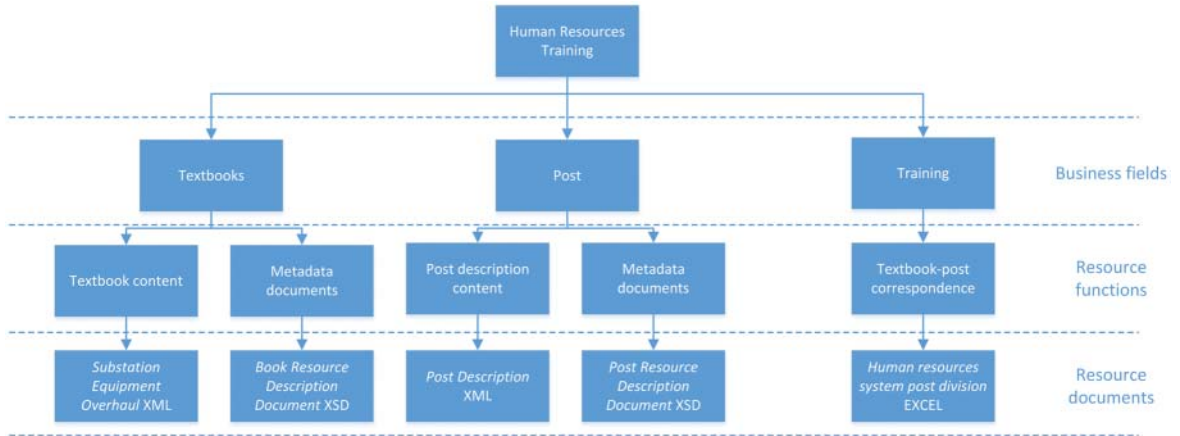 Human Resources
Training
Textbooks
Post
Training
Business fields
Textbook content
Metadata
documents
Post description
content
Metadata
documents
Textbook-post
correspondence
Resource
functions
Substation
Equipment
Overhaul XML
Book Resource
Description
Document XSD
Post Description
XML
Post Resource
Description
Document XSD
Human resources
system post division
EXCEL
Resource
documents